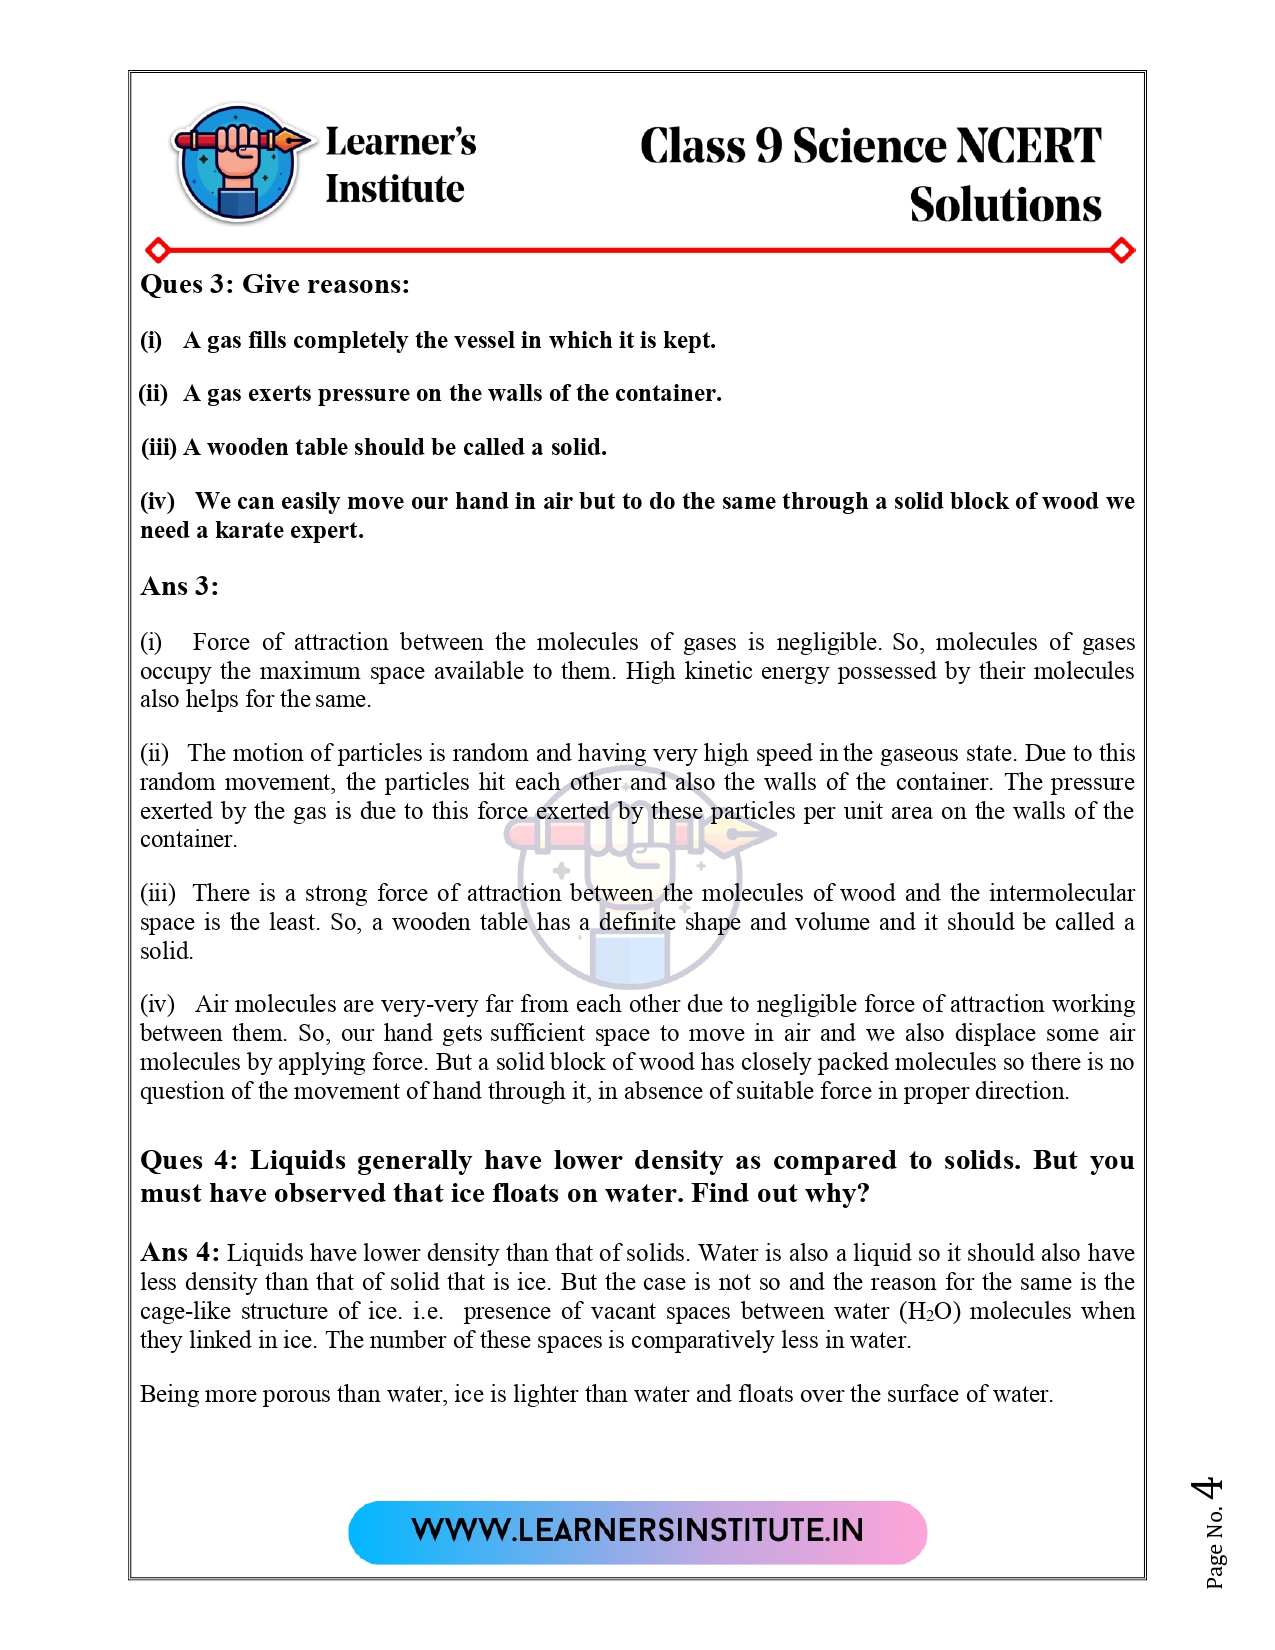 Learner's
Institute
Class 9 Science NCERT
Solutions
Ques 3: Give reasons:
(i) A gas fills completely the vessel in which it is kept.
(ii) A gas exerts pressure on the walls of the container.
(iii) A wooden table should be called a solid.
(iv) We can easily move our hand in air but to do the same through a solid block of wood we
need a karate expert.
Ans 3:
(i) Force of attraction between the molecules of gases is negligible. So, molecules of gases
occupy the maximum space available to them. High kinetic energy possessed by their molecules
also helps for the same.
(ii) The motion of particles is random and having very high speed in the gaseous state. Due to this
random movement, the particles hit each other and also the walls of the container. The pressure
exerted by the gas is due to this force exerted by these particles per unit area on the walls of the
container.
(iii) There is a strong force of attraction between the molecules of wood and the intermolecular
space is the least. So, a wooden table has a definite shape and volume and it should be called a
solid.
(iv) Air molecules are very-very far from each other due to negligible force of attraction working
between them. So, our hand gets sufficient space to move in air and we also displace some air
molecules by applying force. But a solid block of wood has closely packed molecules so there is no
question of the movement of hand through it, in absence of suitable force in proper direction.
Ques 4: Liquids generally have lower density as compared to solids. But you
must have observed that ice floats on water. Find out why?
Ans 4: Liquids have lower density than that of solids. Water is also a liquid so it should also have
less density than that of solid that is ice. But the case is not so and the reason for the same is the
cage-like structure of ice. i.e. presence of vacant spaces between water (H₂O) molecules when
they linked in ice. The number of these spaces is comparatively less in water.
Being more porous than water, ice is lighter than water and floats over the surface of water.
WWW.LEARNERSINSTITUTE.IN
Page No. 4